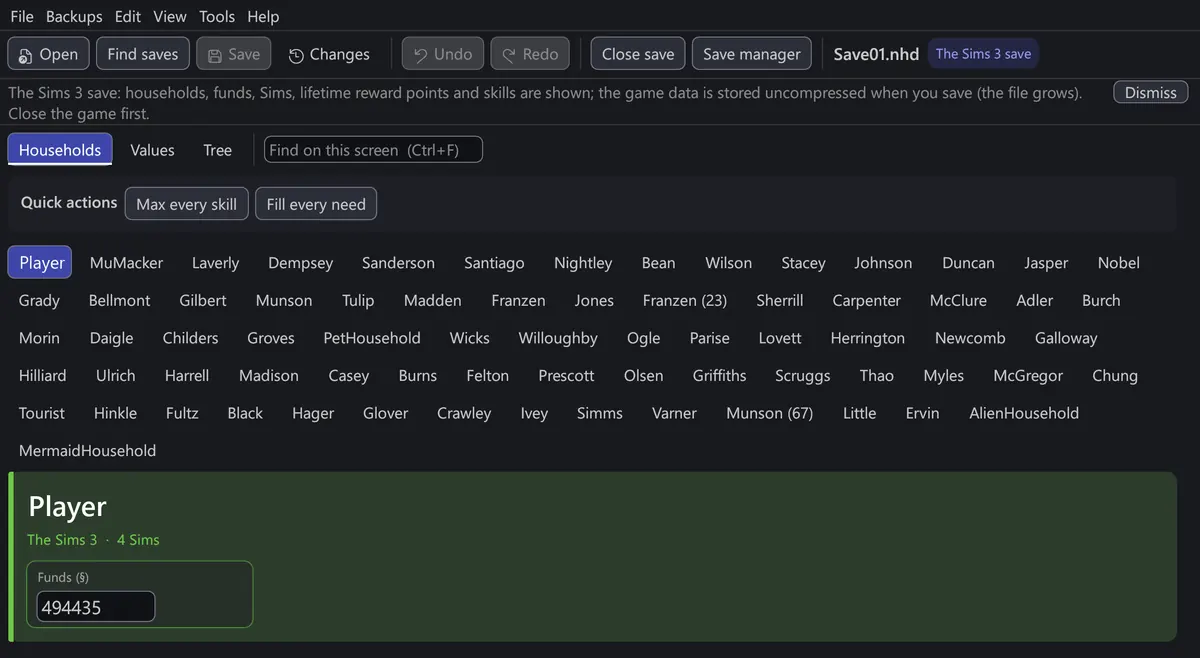 File Backups Edit View Tools Help
Open Find saves Save Changes Undo Redo Close save Save manager Save01.nhd The Sims 3 save
The Sims 3 save: households, funds, Sims, lifetime reward points and skills are shown; the game data is stored uncompressed when you save (the file grows). Dismiss
Close the game first.
Households Values Tree Find on this screen (Ctrl+F)
Quick actions Max every skill Fill every need
Player MuMacker Laverly Dempsey Sanderson Santiago Nightley Bean Wilson Stacey Johnson Duncan Jasper Nobel
Grady Bellmont Gilbert Munson Tulip Madden Franzen Jones Franzen (23) Sherrill Carpenter McClure Adler Burch
Morin Daigle Childers Groves PetHousehold Wicks Willoughby Ogle Parise Lovett Herrington Newcomb Galloway
Hilliard Ulrich Harrell Madison Casey Burns Felton Prescott Olsen Griffiths Scruggs Thao Myles McGregor Chung
Tourist Hinkle Fultz Black Hager Glover Crawley Ivey Simms Varner Munson (67) Little Ervin AlienHousehold
MermaidHousehold
Player
The Sims 3 · 4 Sims
Funds (§)
494435